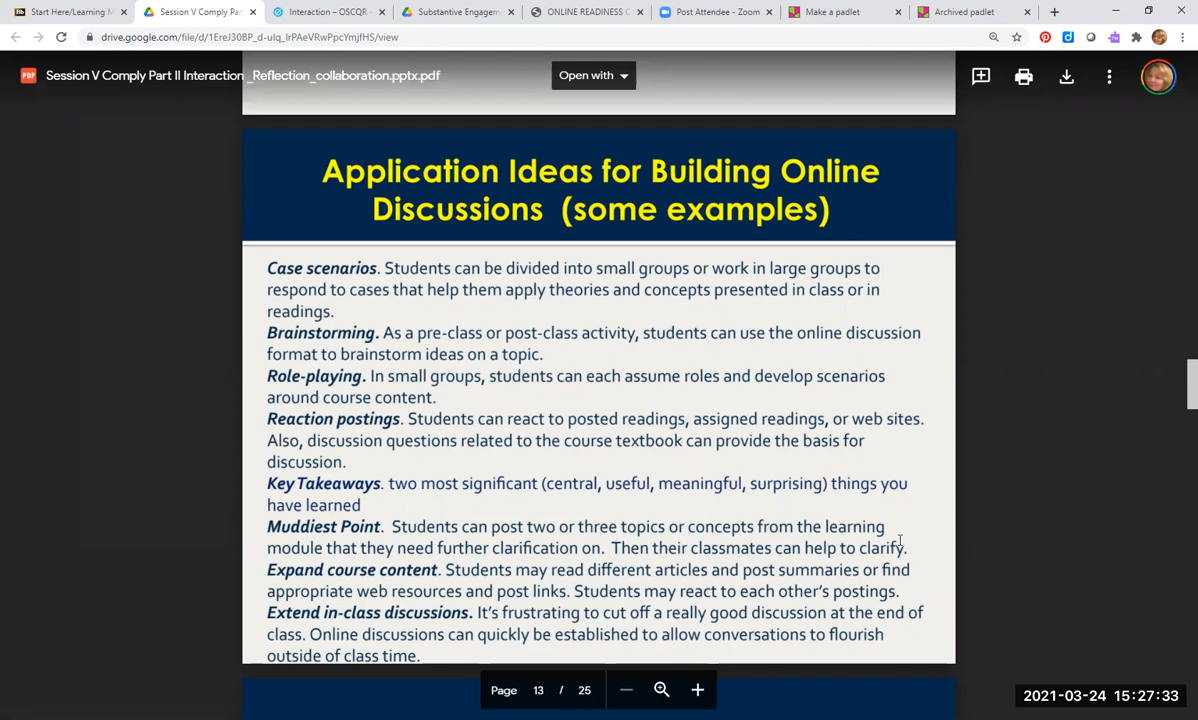 Start Here/Learning M
Session V Comply Part
Interaction – OSCQR
Substantive Engagem
ONLINE READINESS C
Post Attendee - Zoom
Make a padlet
Archived padlet
drive.google.com/file/d/1EreJ30BP_d-uIq_IrPAeVRwPpcYmjfHS/view
PDF
Session V Comply Part II Interaction _Reflection_collaboration.pptx.pdf
Open with
Application Ideas for Building Online
Discussions (some examples)
Case scenarios. Students can be divided into small groups or work in large groups to
respond to cases that help them apply theories and concepts presented in class or in
readings.
Brainstorming. As a pre-class or post-class activity, students can use the online discussion
format to brainstorm ideas on a topic.
Role-playing. In small groups, students can each assume roles and develop scenarios
around course content.
Reaction postings. Students can react to posted readings, assigned readings, or web sites.
Also, discussion questions related to the course textbook can provide the basis for
discussion.
Key Takeaways. two most significant (central, useful, meaningful, surprising) things you
have learned
Muddiest Point. Students can post two or three topics or concepts from the learning
module that they need further clarification on. Then their classmates can help to clarify.
Expand course content. Students may read different articles and post summaries or find
appropriate web resources and post links. Students may react to each other's postings.
Extend in-class discussions. It's frustrating to cut off a really good discussion at the end of
class. Online discussions can quickly be established to allow conversations to flourish
outside of class time.
Page 13 / 25
2021-03-24 15:27:33